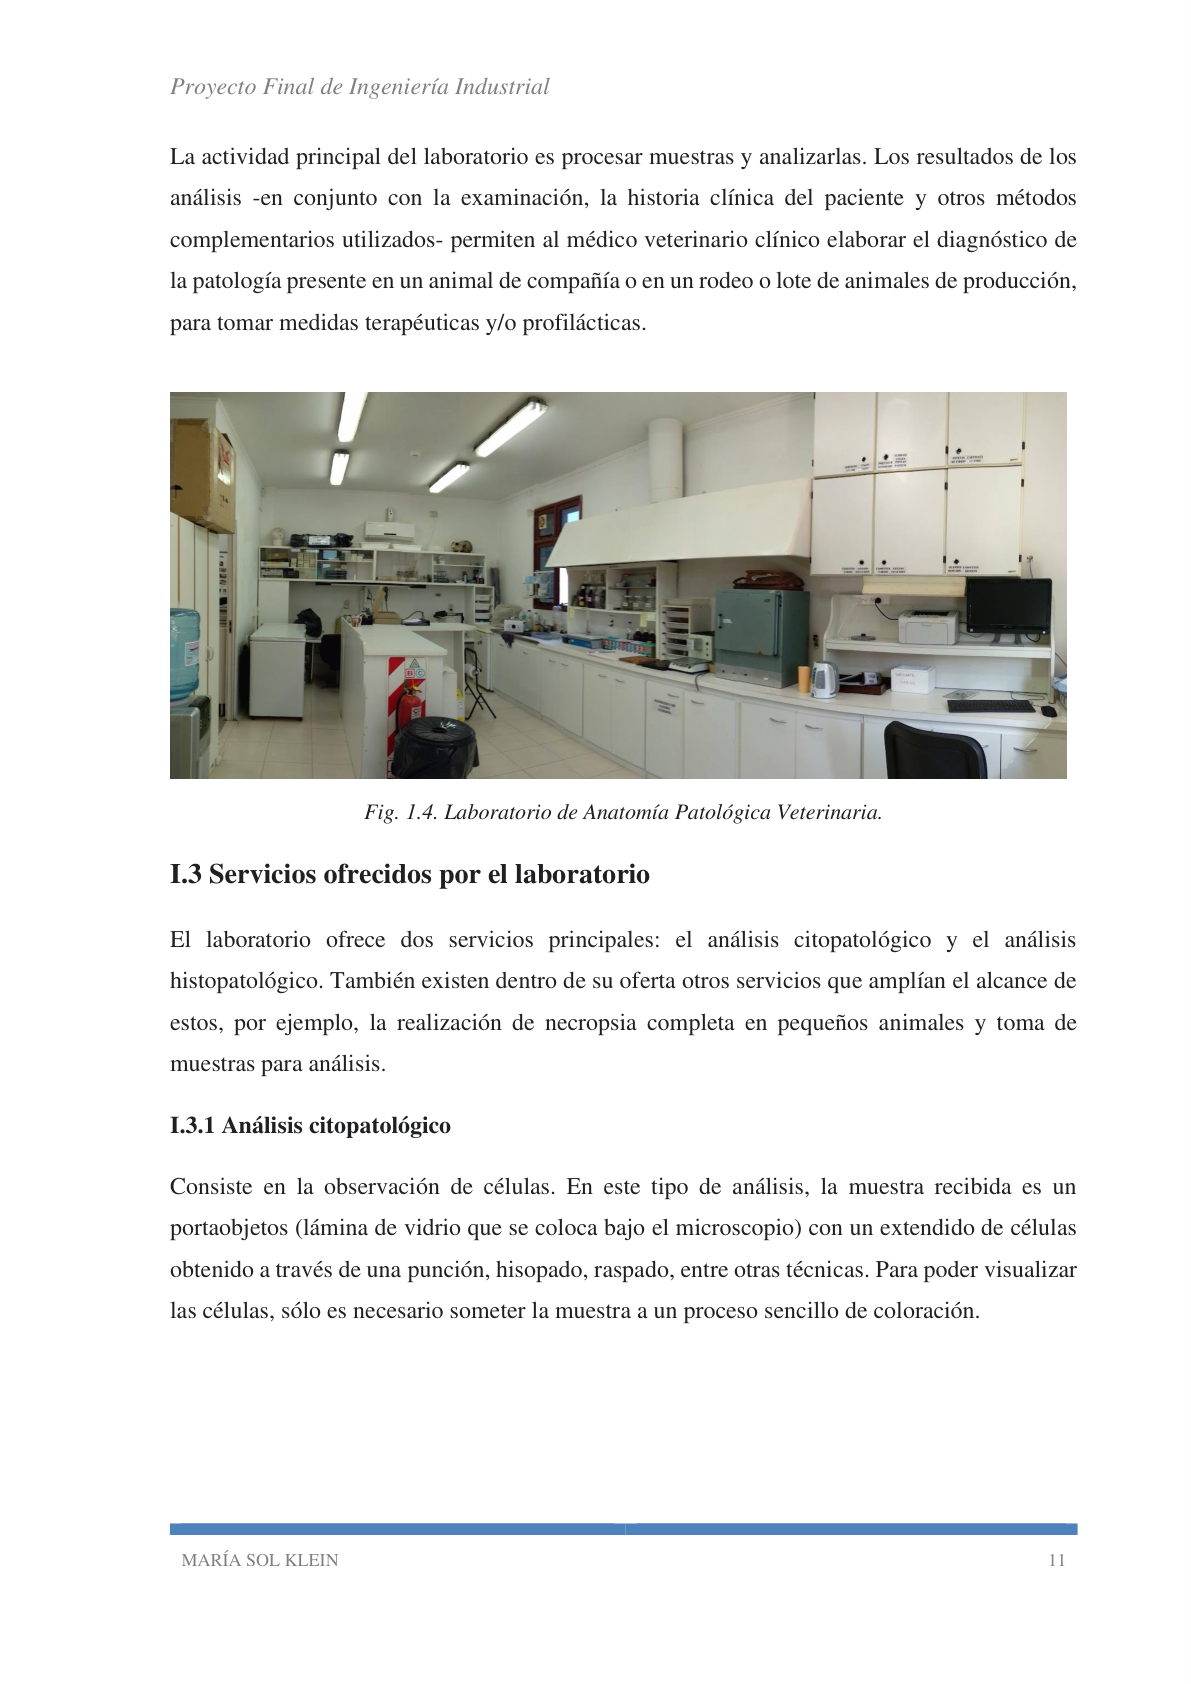 Proyecto Final de Ingeniería Industrial
La actividad principal del laboratorio es procesar muestras y analizarlas. Los resultados de los
análisis -en conjunto con la examinación, la historia clínica del paciente y otros métodos
complementarios utilizados- permiten al médico veterinario clínico elaborar el diagnóstico de
la patología presente en un animal de compañía o en un rodeo o lote de animales de producción,
para tomar medidas terapéuticas y/o profilácticas.
Fig. 1.4. Laboratorio de Anatomía Patológica Veterinaria.
I.3 Servicios ofrecidos por el laboratorio
El laboratorio ofrece dos servicios principales: el análisis citopatológico y el análisis
histopatológico. También existen dentro de su oferta otros servicios que amplían el alcance de
estos, por ejemplo, la realización de necropsia completa en pequeños animales y toma de
muestras para análisis.
I.3.1 Análisis citopatológico
Consiste en la observación de células. En este tipo de análisis, la muestra recibida es un
portaobjetos (lámina de vidrio que se coloca bajo el microscopio) con un extendido de células
obtenido a través de una punción, hisopado, raspado, entre otras técnicas. Para poder visualizar
las células, sólo es necesario someter la muestra a un proceso sencillo de coloración.
MARÍA SOL KLEIN 11